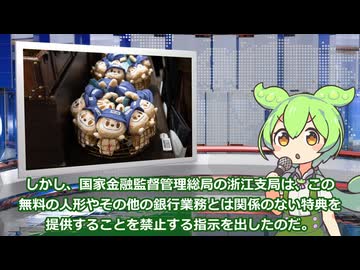 しかし、国家金融監督管理総局の浙江支局は、この
無料の人形やその他の銀行業務とは関係のない特典を
提供することを禁止する指示を出したのだ。